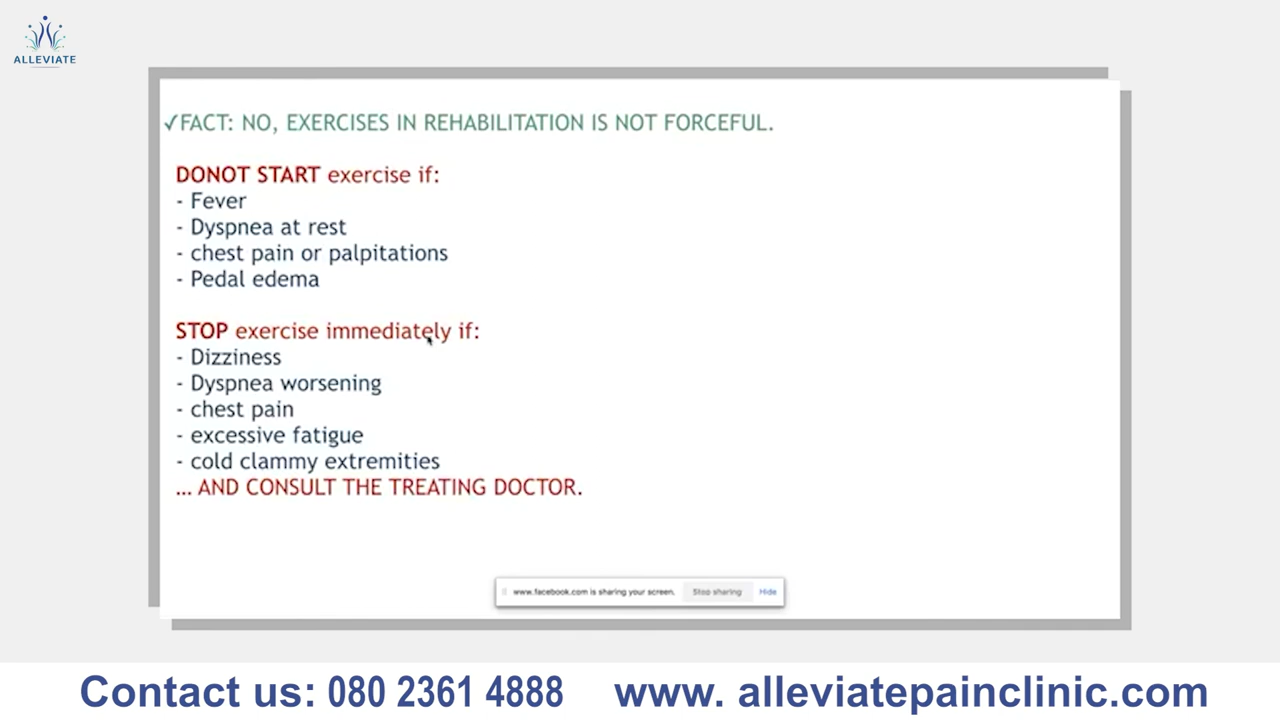 ALLEVIATE
✓FACT: NO, EXERCISES IN REHABILITATION IS NOT FORCEFUL.
DONOT START exercise if:
- Fever
- Dyspnea at rest
- chest pain or palpitations
- Pedal edema
STOP exercise immediately if:
- Dizziness
- Dyspnea worsening
- chest pain
- excessive fatigue
- cold clammy extremities
... AND CONSULT THE TREATING DOCTOR.
www.facebook.com is sharing your screen. Stop sharing Hide
Contact us: 080 2361 4888 www. alleviatepainclinic.com